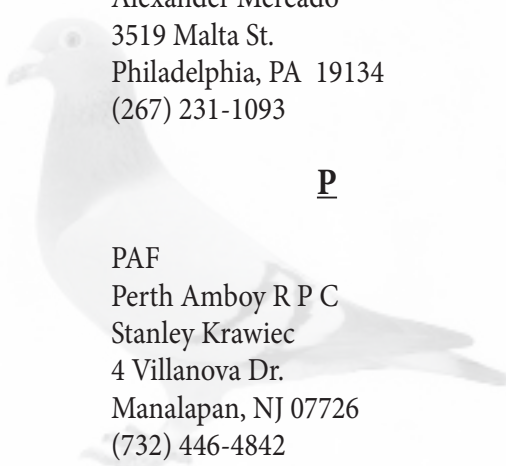 Alexander Mercado
3519 Malta St.
Philadelphia, PA 19134
(267) 231-1093
P
PAF
Perth Amboy R P C
Stanley Krawiec
4 Villanova Dr.
Manalapan, NJ 07726
(732) 446-4842